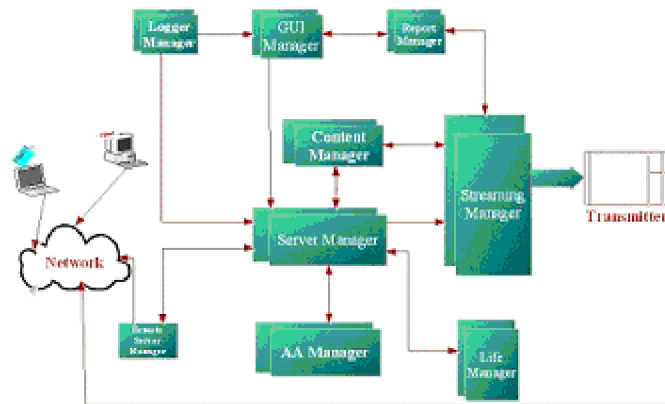 Logger
Manager
GUI
Manager
Report
Manager
Content
Manager
Streaming
Manager
Transmitter
Server Manager
Network
Remote
Server
Manager
AA Manager
Life
Manager